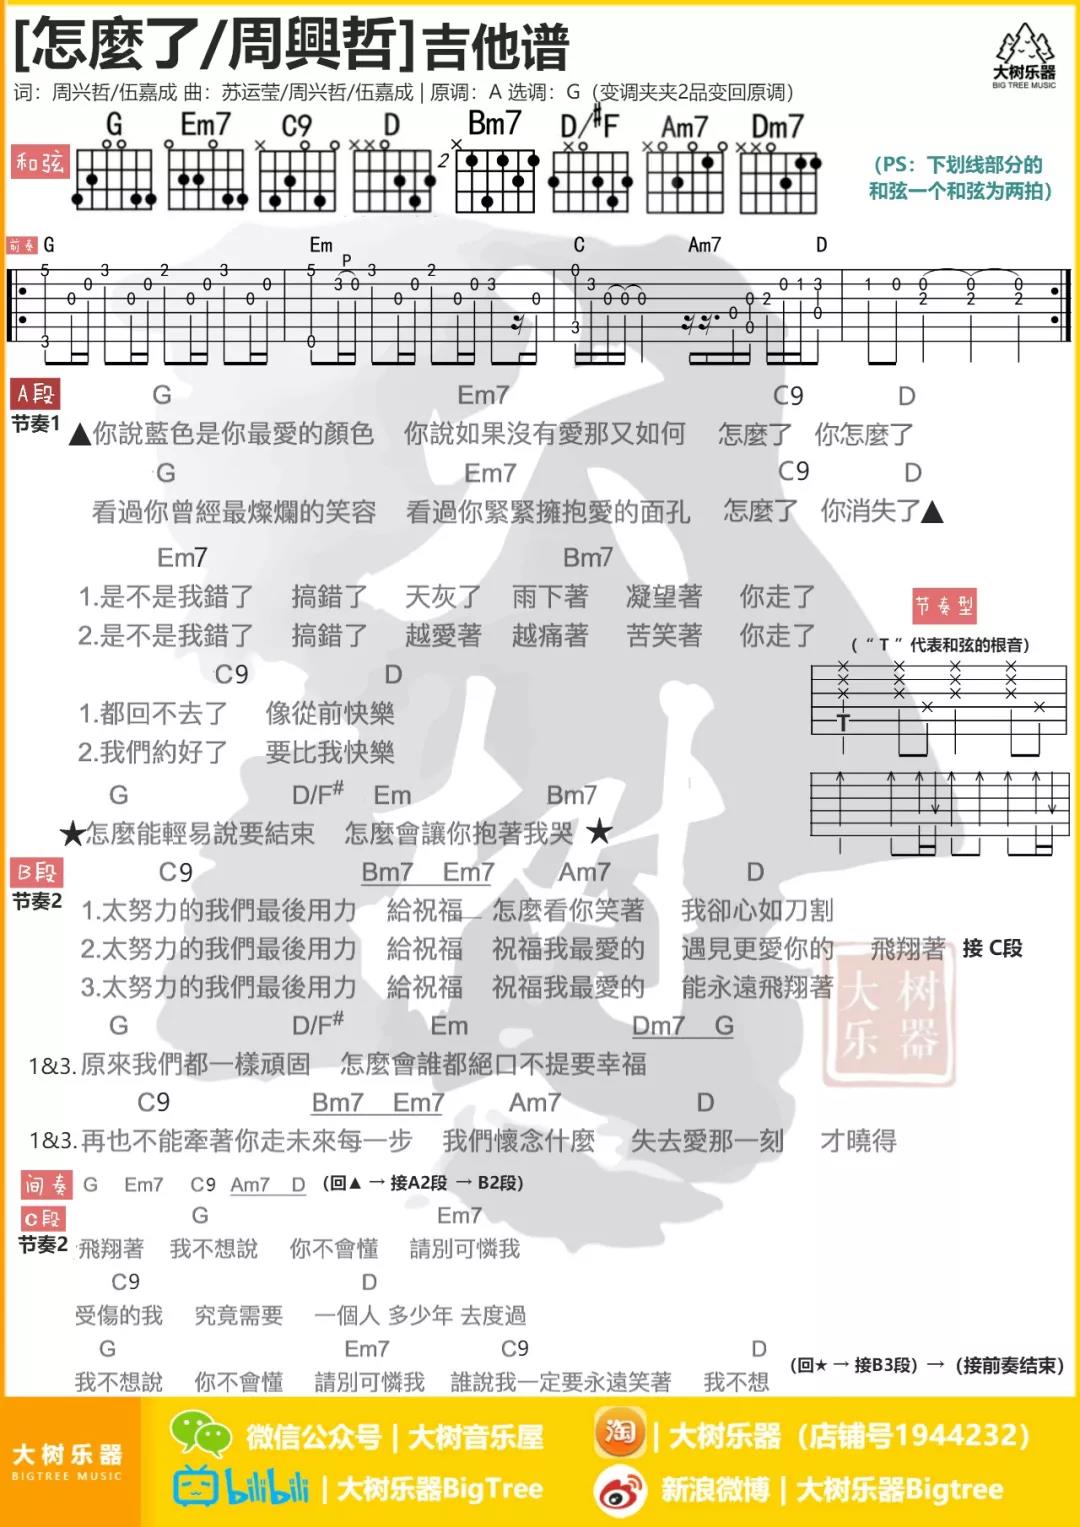 [怎麼了/周興哲]吉他谱
大树乐器
BIG TREE MUSIC
词：周兴哲/伍嘉成 曲：苏运莹/周兴哲/伍嘉成 | 原调：A 选调：G（变调夹夹2品变回原调）
和弦
G Em7 C9 D Bm7 D/#F Am7 Dm7
2
（PS：下划线部分的
和弦一个和弦为两拍）
前奏 G Em C Am7 D
P
A段 G Em7 C9 D
节奏1 ▲你說藍色是你最愛的顏色 你說如果沒有愛那又如何 怎麼了 你怎麼了
G Em7 C9 D
看過你曾經最燦爛的笑容 看過你緊緊擁抱愛的面孔 怎麼了 你消失了▲
Em7 Bm7
1.是不是我錯了 搞錯了 天灰了 雨下著 凝望著 你走了
2.是不是我錯了 搞錯了 越愛著 越痛著 苦笑著 你走了
节奏型
（“T”代表和弦的根音）
T
C9 D
1.都回不去了 像從前快樂
2.我們約好了 要比我快樂
G D/F# Em Bm7
★怎麼能輕易說要結束 怎麼會讓你抱著我哭★
B段 C9 Bm7 Em7 Am7 D
节奏2
1.太努力的我們最後用力 給祝福 怎麼看你笑著 我卻心如刀割
2.太努力的我們最後用力 給祝福 祝福我最愛的 遇見更愛你的 飛翔著 接 C段
3.太努力的我們最後用力 給祝福 祝福我最愛的 能永遠飛翔著
大树
乐器
G D/F# Em Dm7 G
1&3.原來我們都一樣頑固 怎麼會誰都絕口不提要幸福
C9 Bm7 Em7 Am7 D
1&3.再也不能牽著你走未來每一步 我們懷念什麼 失去愛那一刻 才曉得
间奏 G Em7 C9 Am7 D （回▲→接A2段→B2段）
C段 G Em7
节奏2 飛翔著 我不想說 你不會懂 請別可憐我
C9 D
受傷的我 究竟需要 一個人 多少年 去度過
G Em7 C9 D
我不想說 你不會懂 請別可憐我 誰說我一定要永遠笑著 我不想
（回★→接B3段）→（接前奏结束）
大树乐器
BIGTREE MUSIC
微信公众号 | 大树音乐屋
淘 | 大树乐器（店铺号1944232）
bilibili | 大树乐器BigTree
新浪微博 | 大树乐器Bigtree